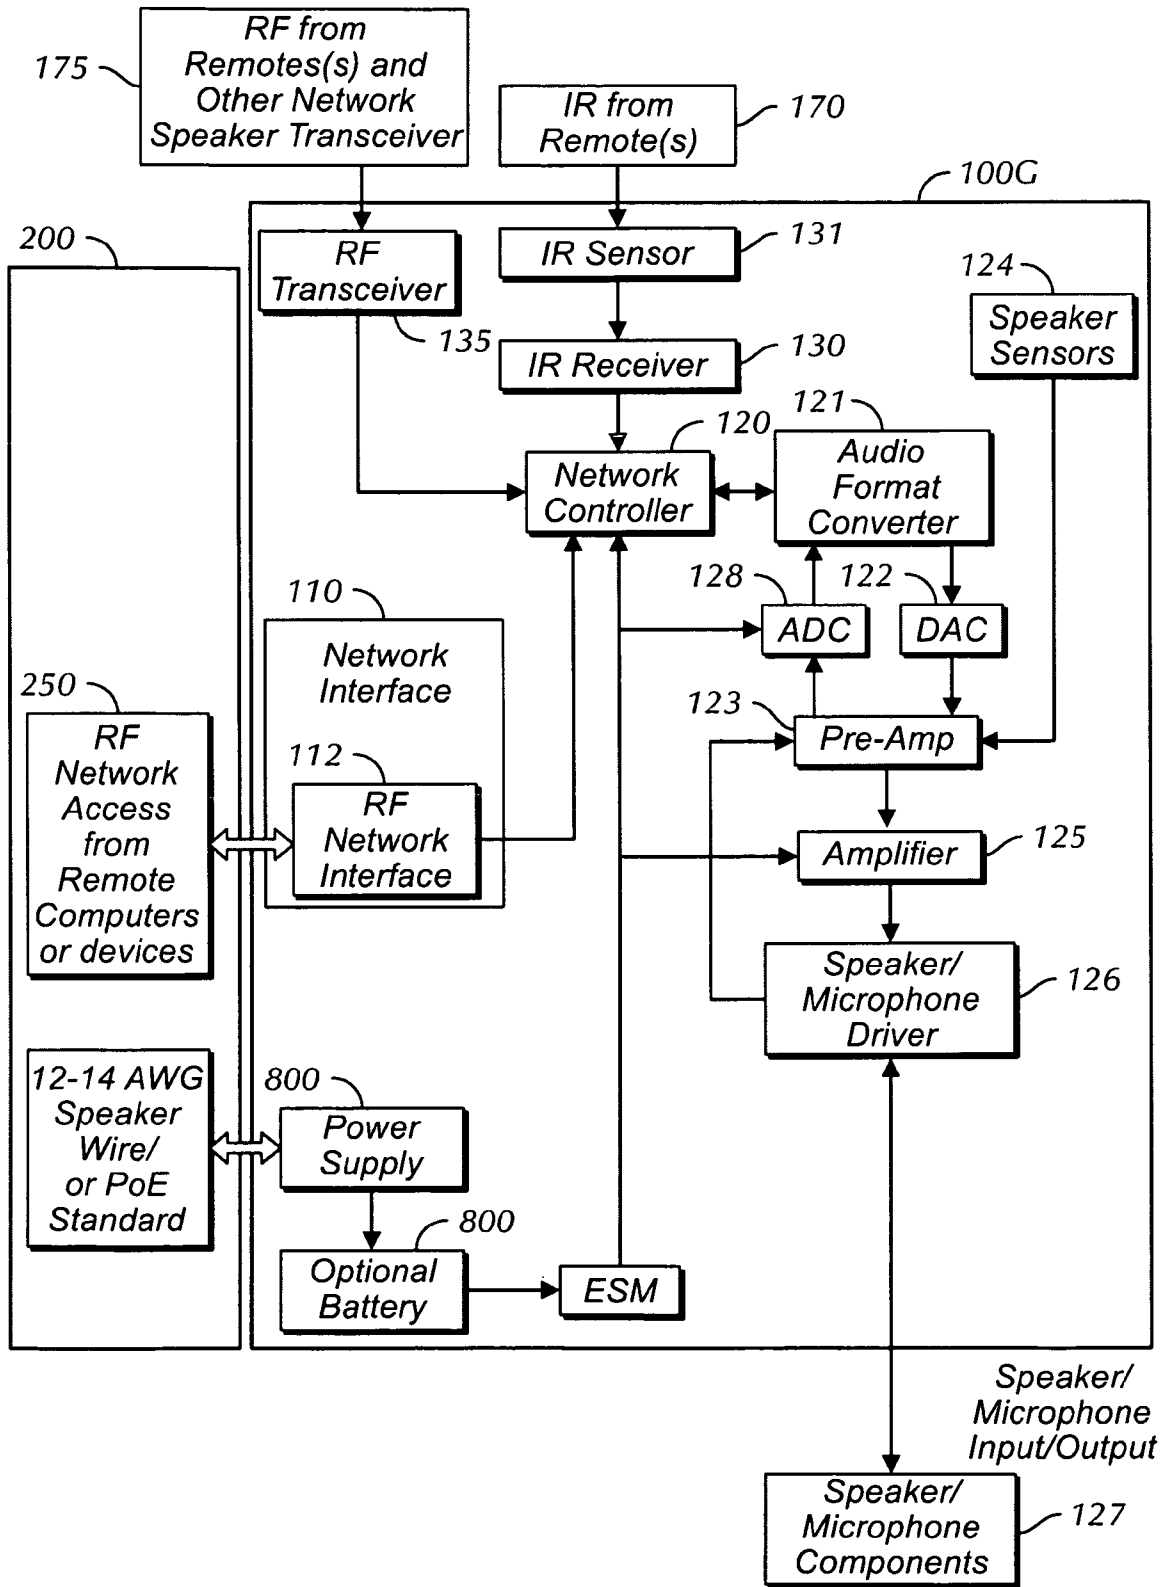 RF from
Remotes(s) and
Other Network
Speaker Transceiver
175
IR from
Remote(s)
170
100G
200
RF
Transceiver
135
IR Sensor
131
124
Speaker
Sensors
IR Receiver
130
120
Network
Controller
121
Audio
Format
Converter
128
ADC
122
DAC
110
Network
Interface
250
RF
Network
Access
from
Remote
Computers
or devices
112
RF
Network
Interface
123
Pre-Amp
Amplifier
125
Speaker/
Microphone
Driver
126
12-14 AWG
Speaker
Wire/
or PoE
Standard
800
Power
Supply
800
Optional
Battery
ESM
Speaker/
Microphone
Input/Output
Speaker/
Microphone
Components
127